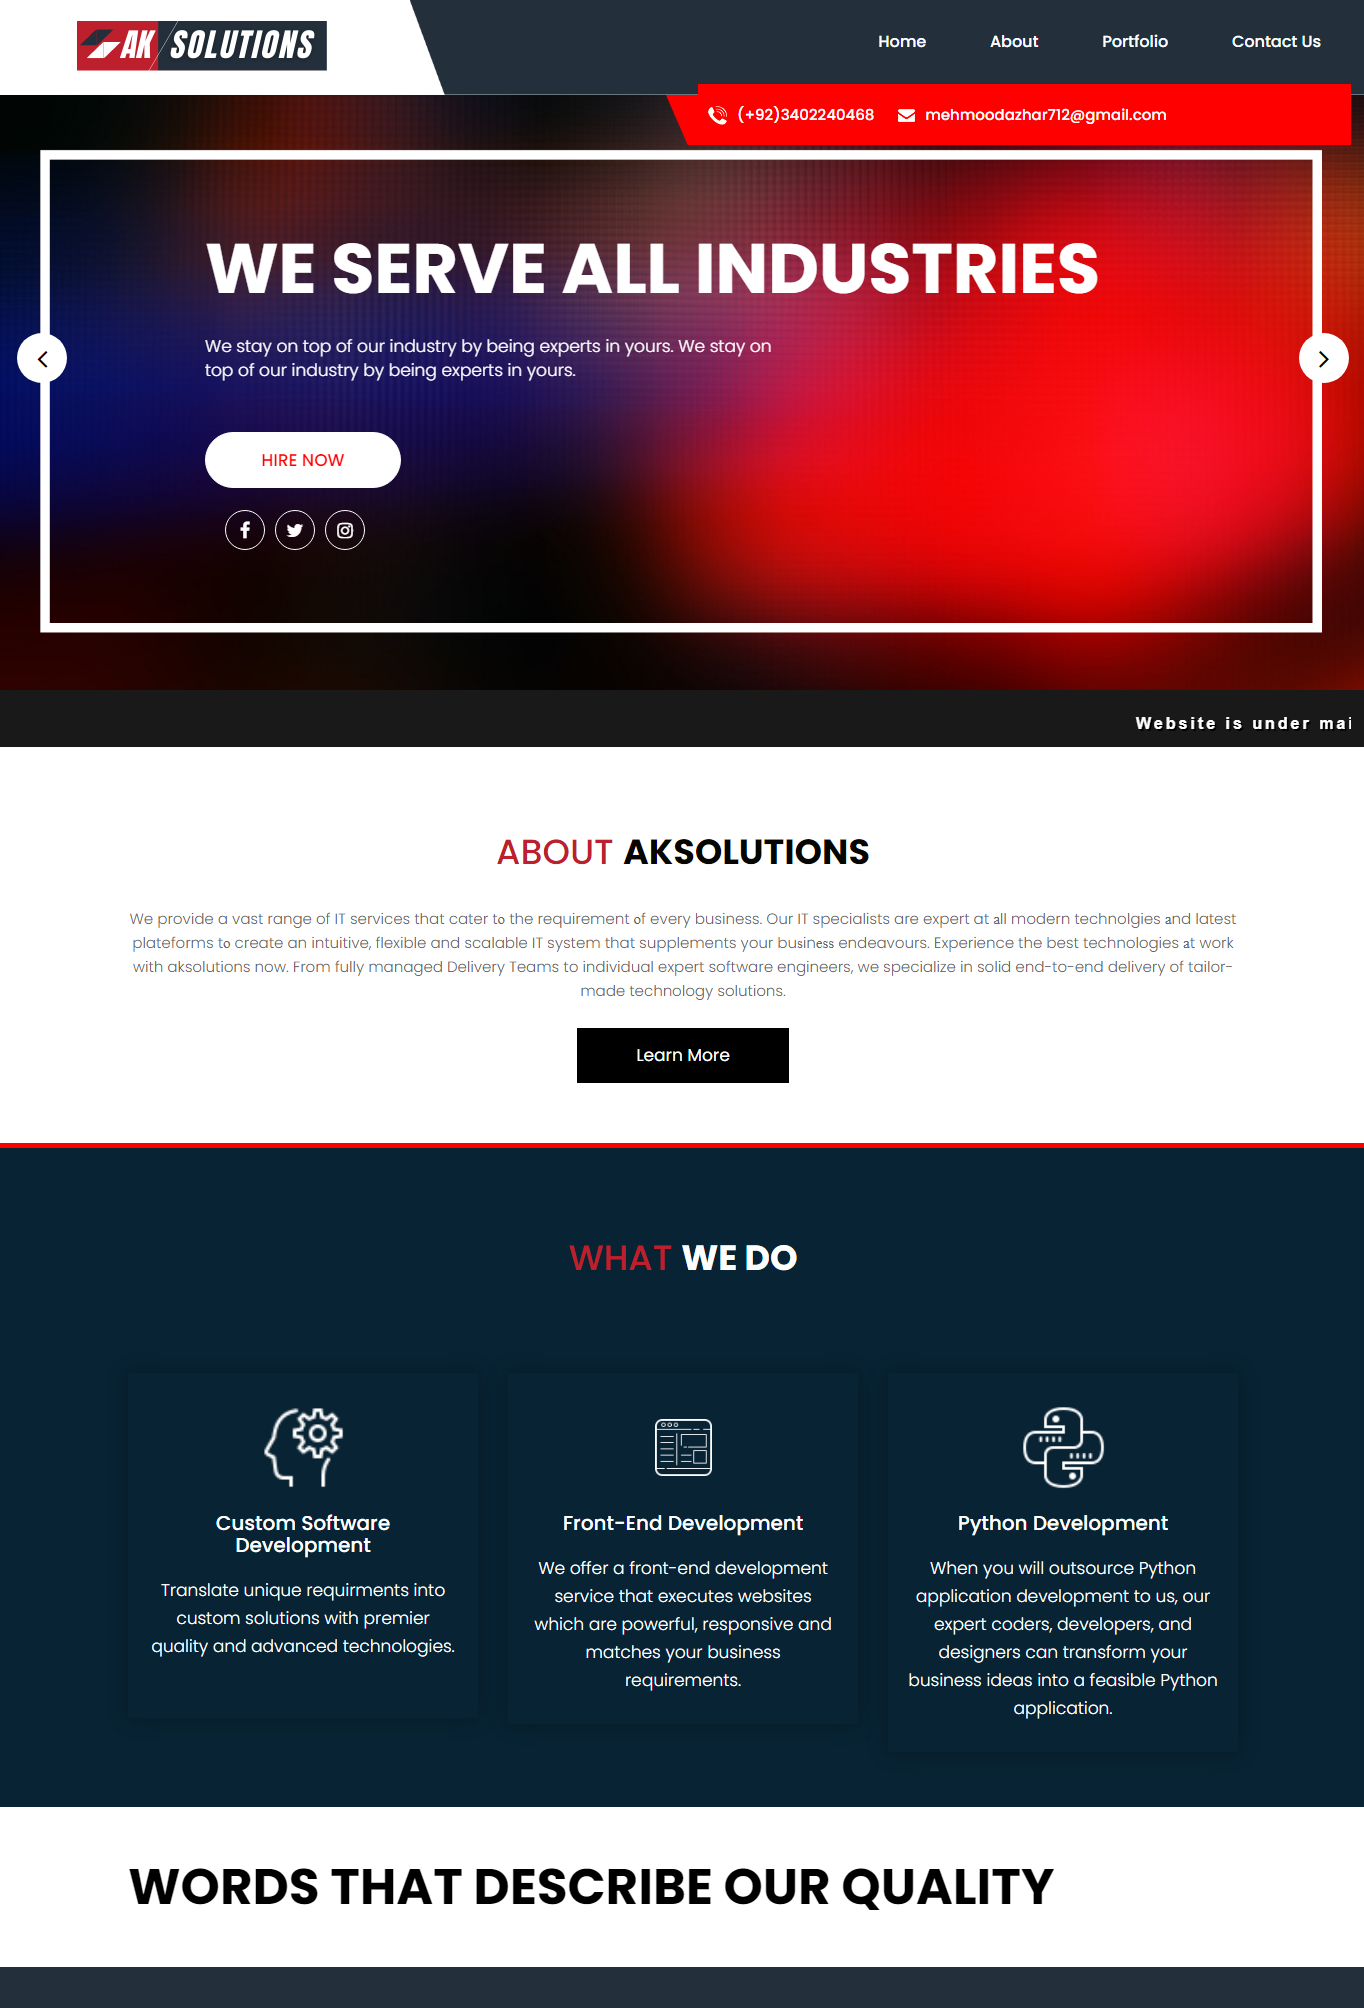 AK SOLUTIONS
Home About Portfolio Contact Us
(+92)3402240468 mehmoodazhar712@gmail.com
WE SERVE ALL INDUSTRIES
We stay on top of our industry by being experts in yours. We stay on
top of our industry by being experts in yours.
HIRE NOW
Website is under mai
ABOUT AKSOLUTIONS
We provide a vast range of IT services that cater to the requirement of every business. Our IT specialists are expert at all modern technolgies and latest
plateforms to create an intuitive, flexible and scalable IT system that supplements your business endeavours. Experience the best technologies at work
with aksolutions now. From fully managed Delivery Teams to individual expert software engineers, we specialize in solid end-to-end delivery of tailor-
made technology solutions.
Learn More
WHAT WE DO
Custom Software
Development
Translate unique requirments into
custom solutions with premier
quality and advanced technologies.
Front-End Development
We offer a front-end development
service that executes websites
which are powerful, responsive and
matches your business
requirements.
Python Development
When you will outsource Python
application development to us, our
expert coders, developers, and
designers can transform your
business ideas into a feasible Python
application.
WORDS THAT DESCRIBE OUR QUALITY